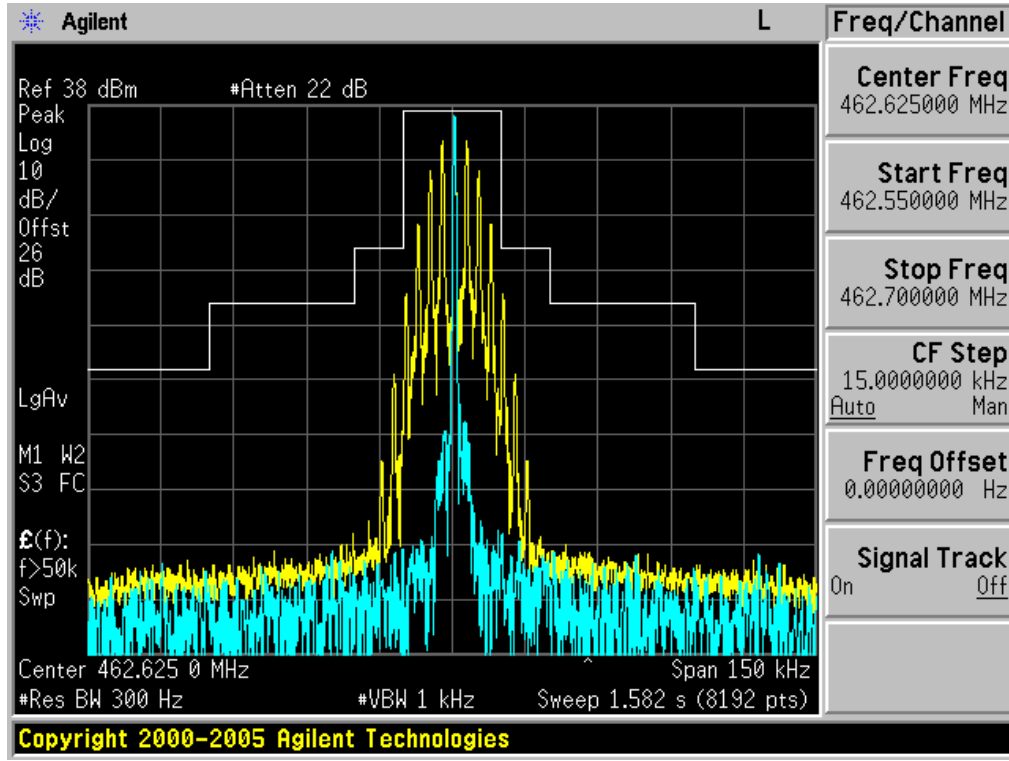 Agilent
L
Freq/Channel
Ref 38 dBm #Atten 22 dB
Peak
Log
10
dB/
Offst
26
dB
LgAv
M1 W2
S3 FC
£(f):
f>50k
Swp
Center 462.625 0 MHz Span 150 kHz
#Res BW 300 Hz #VBW 1 kHz Sweep 1.582 s (8192 pts)
Center Freq
462.625000 MHz
Start Freq
462.550000 MHz
Stop Freq
462.700000 MHz
CF Step
15.0000000 kHz
Auto Man
Freq Offset
0.00000000 Hz
Signal Track
On Off
Copyright 2000-2005 Agilent Technologies